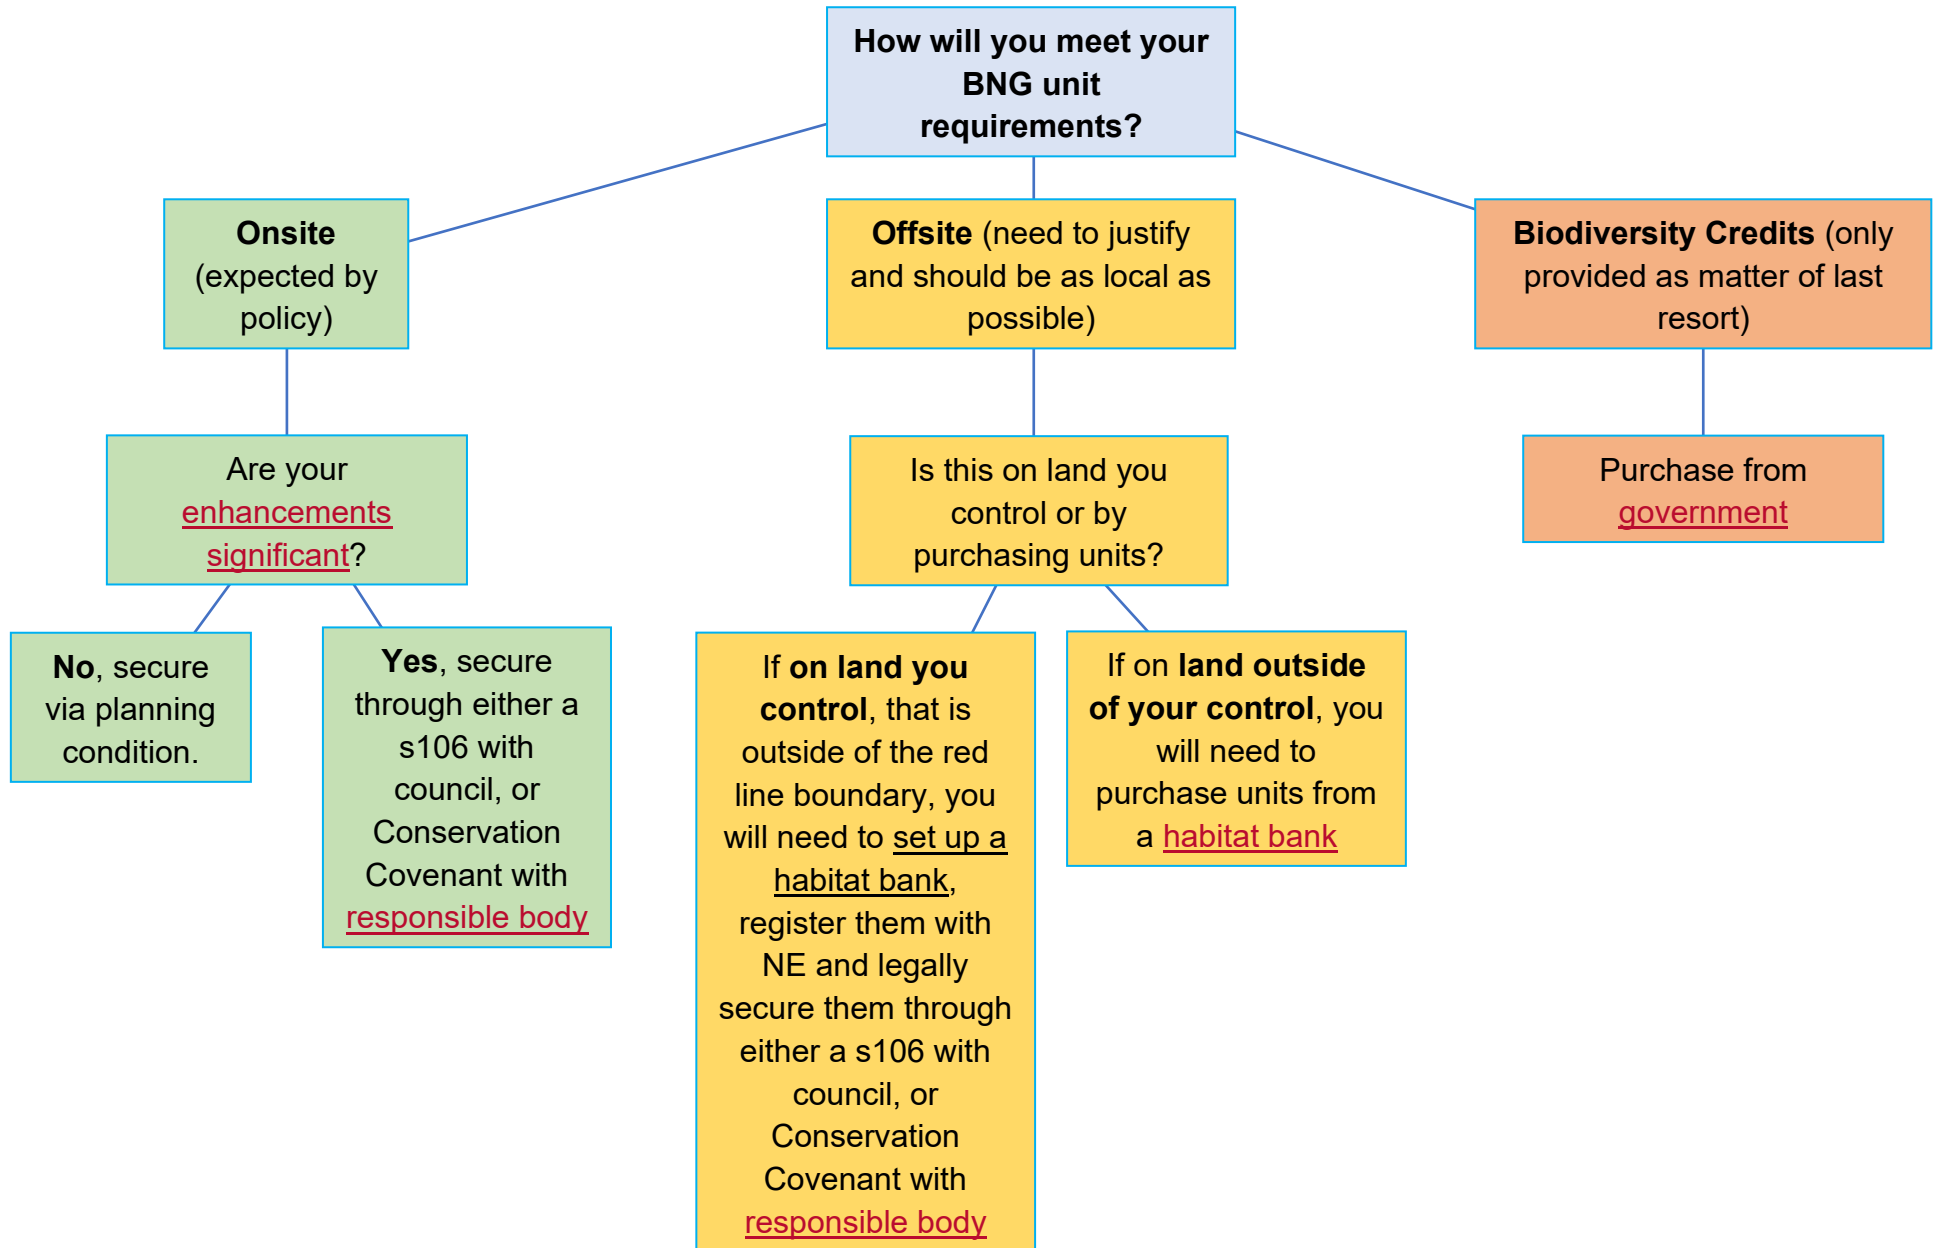 How will you meet your
BNG unit
requirements?
Onsite
(expected by
policy)
Offsite (need to justify
and should be as local as
possible)
Biodiversity Credits (only
provided as matter of last
resort)
Are your
enhancements
significant?
Is this on land you
control or by
purchasing units?
Purchase from
government
No, secure
via planning
condition.
Yes, secure
through either a
s106 with
council, or
Conservation
Covenant with
responsible body
If on land you
control, that is
outside of the red
line boundary, you
will need to set up a
habitat bank,
register them with
NE and legally
secure them through
either a s106 with
council, or
Conservation
Covenant with
responsible body
If on land outside
of your control, you
will need to
purchase units from
a habitat bank